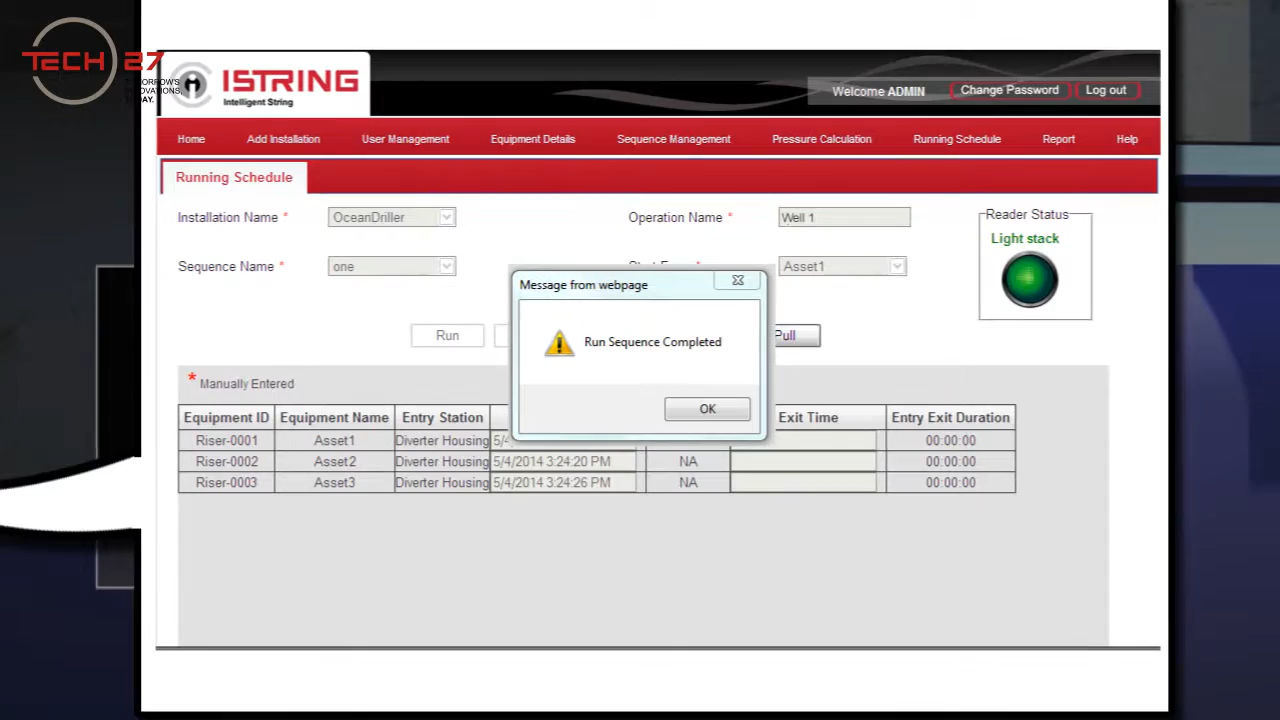 TECH 27
TODAY.
ISTRING
Intelligent String
Welcome ADMIN Change Password Log out
Home Add Installation User Management Equipment Details Sequence Management Pressure Calculation Running Schedule Report Help
Running Schedule
Installation Name * OceanDriller Operation Name * Well 1
Reader Status
Light stack
Sequence Name * one * Asset1
Message from webpage
Run Sequence Completed
OK
Run Pull
* Manually Entered
Equipment ID Equipment Name Entry Station Exit Time Entry Exit Duration
Riser-0001 Asset1 Diverter Housing 5/4 00:00:00
Riser-0002 Asset2 Diverter Housing 5/4/2014 3:24:20 PM NA 00:00:00
Riser-0003 Asset3 Diverter Housing 5/4/2014 3:24:26 PM NA 00:00:00